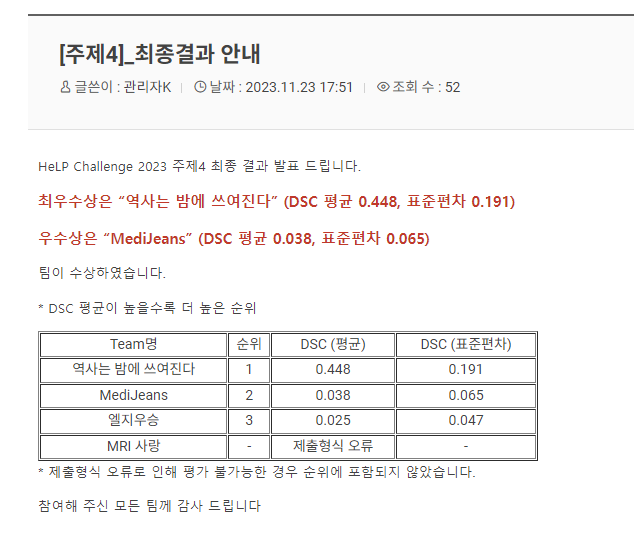 [주제4]_최종결과 안내
글쓴이 : 관리자K | 날짜 : 2023.11.23 17:51 | 조회 수 : 52
HeLP Challenge 2023 주제4 최종 결과 발표 드립니다.
최우수상은 “역사는 밤에 쓰여진다” (DSC 평균 0.448, 표준편차 0.191)
우수상은 “MediJeans” (DSC 평균 0.038, 표준편차 0.065)
팀이 수상하였습니다.
* DSC 평균이 높을수록 더 높은 순위
Team명 순위 DSC (평균) DSC (표준편차)
역사는 밤에 쓰여진다 1 0.448 0.191
MediJeans 2 0.038 0.065
엘지우승 3 0.025 0.047
MRI 사랑 - 제출형식 오류 -
* 제출형식 오류로 인해 평가 불가능한 경우 순위에 포함되지 않았습니다.
참여해 주신 모든 팀께 감사 드립니다